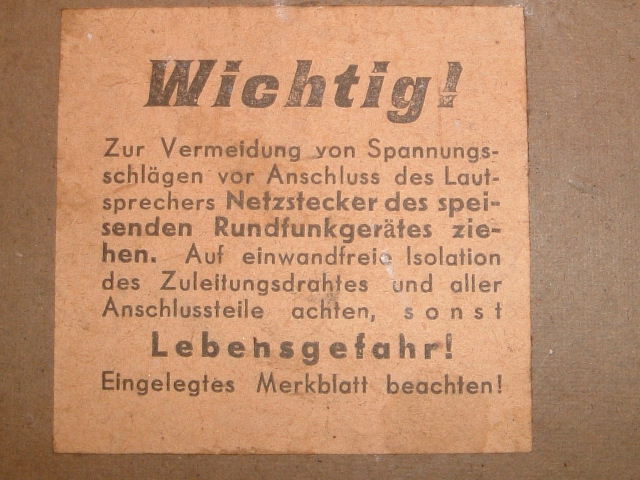 Wichtig!
Zur Vermeidung von Spannungs-
schlägen vor Anschluss des Laut-
sprechers Netzstecker des spei-
senden Rundfunkgerätes zie-
hen. Auf einwandfreie Isolation
des Zuleitungsdrahtes und aller
Anschlussteile achten, sonst
Lebensgefahr!
Eingelegtes Merkblatt beachten!